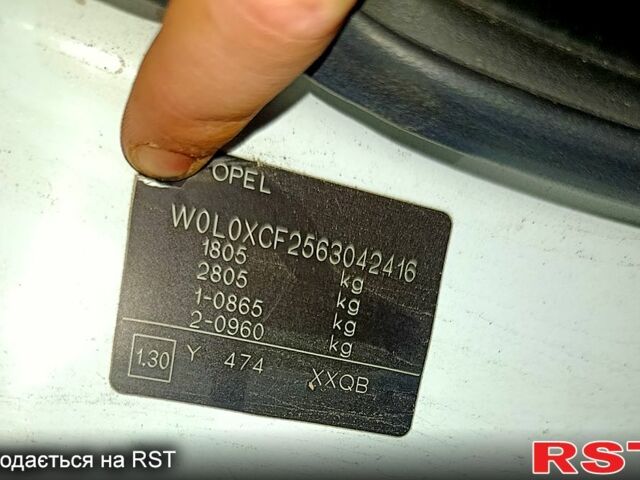 OPEL
W0L0XCF2563042416
1805 kg
2805 kg
1-0865 kg
2-0960 kg
1.30 Y 474 XXQB
одається на RST
RST